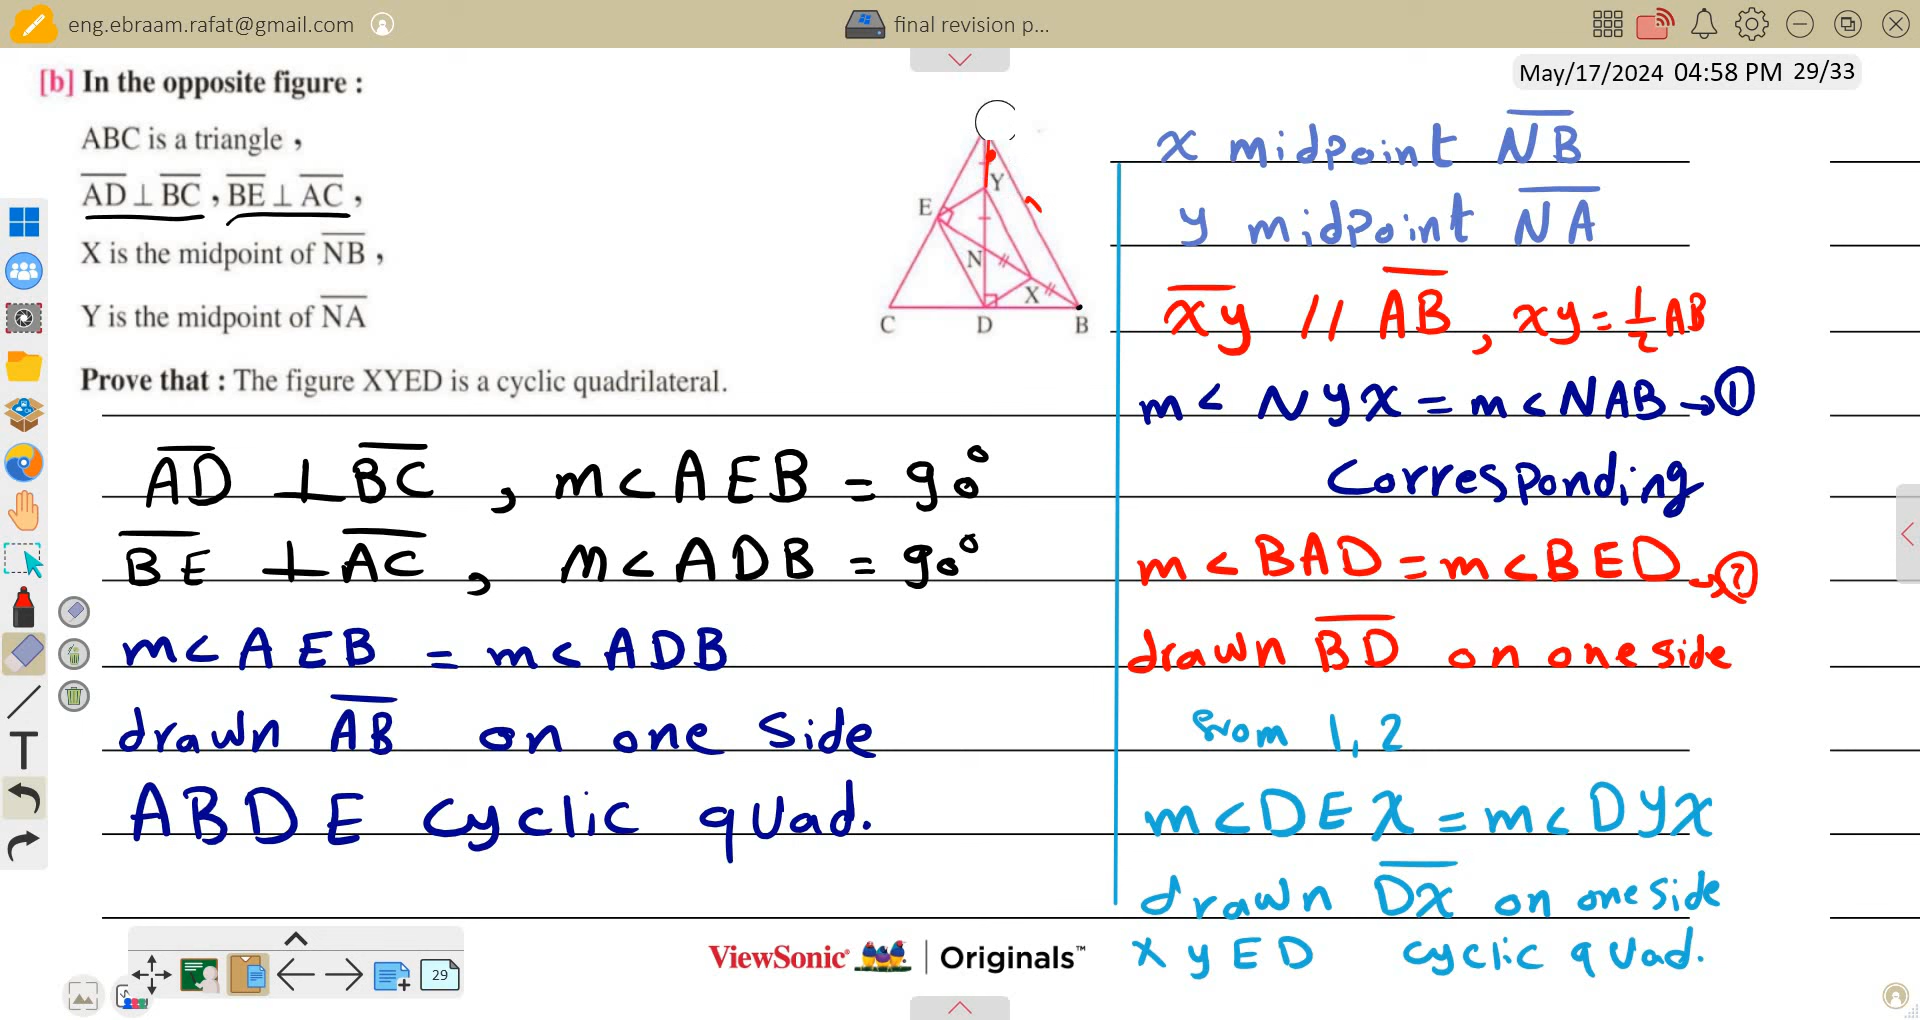 eng.ebraam.rafat@gmail.com
final revision p...
May/17/2024 04:58 PM 29/33
[b] In the opposite figure :
ABC is a triangle ,
AD ⊥ BC , BE ⊥ AC ,
X is the midpoint of NB ,
Y is the midpoint of NA
Prove that : The figure XYED is a cyclic quadrilateral.
Y
E
N
X
C D B
AD ⊥ BC , m< AEB = 90°
BE ⊥ AC , m< ADB = 90°
m< AEB = m< ADB
drawn AB on one side
ABDE cyclic quad.
x midpoint NB
y midpoint NA
xy // AB , xy = 1/2 AB
m< NYX = m< NAB → ①
Corresponding
m< BAD = m< BED → ②
drawn BD on one side
from 1, 2
m< DEX = m< DYX
drawn DX on one side
XYED cyclic quad.
T
29
ViewSonic | Originals™